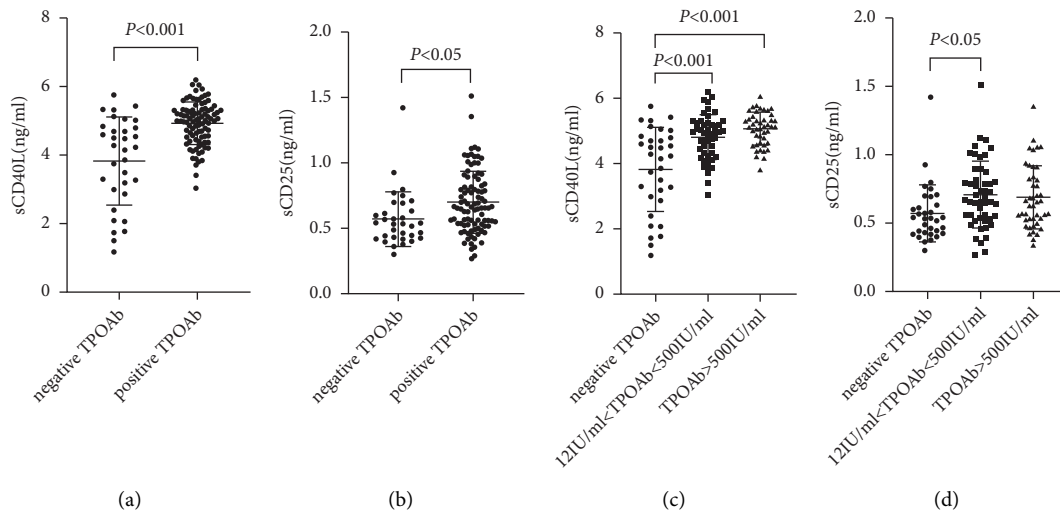 P<0.001
sCD40L(ng/ml)
8
6
4
2
0
negative TPOAb
positive TPOAb
(a)
P<0.05
sCD25(ng/ml)
2.0
1.5
1.0
0.5
0.0
negative TPOAb
positive TPOAb
(b)
P<0.001
P<0.001
sCD40L(ng/ml)
8
6
4
2
0
negative TPOAb
12IU/ml<TPOAb<500IU/ml
TPOAb>500IU/ml
(c)
P<0.05
sCD25(ng/ml)
2.0
1.5
1.0
0.5
0.0
negative TPOAb
12IU/ml<TPOAb<500IU/ml
TPOAb>500IU/ml
(d)